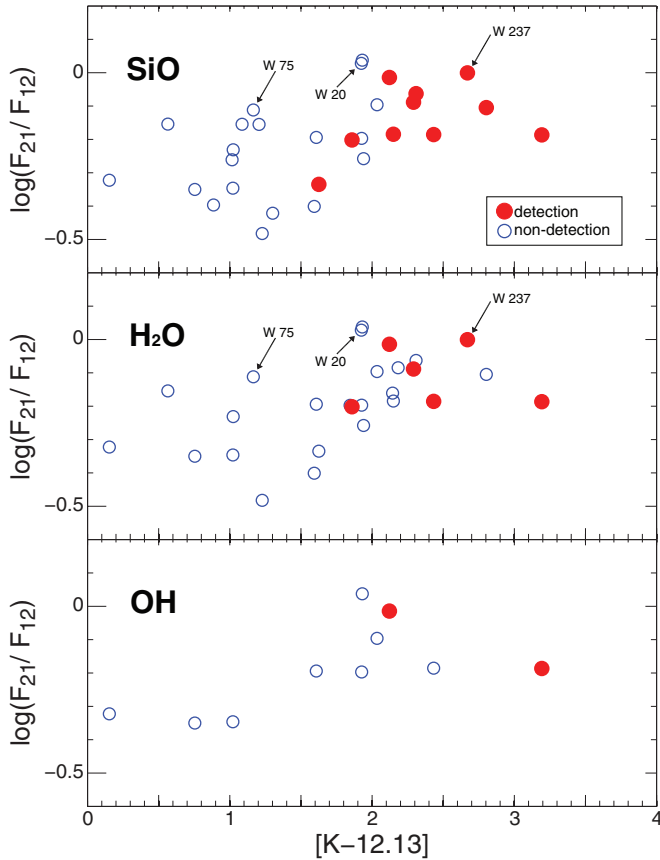 SiO
W 75
W 20
W 237
0
−0.5
log(F₂₁/ F₁₂)
detection
non-detection
H₂O
W 75
W 20
W 237
0
−0.5
log(F₂₁/ F₁₂)
OH
0
−0.5
log(F₂₁/ F₁₂)
0 1 2 3 4
[K−12.13]